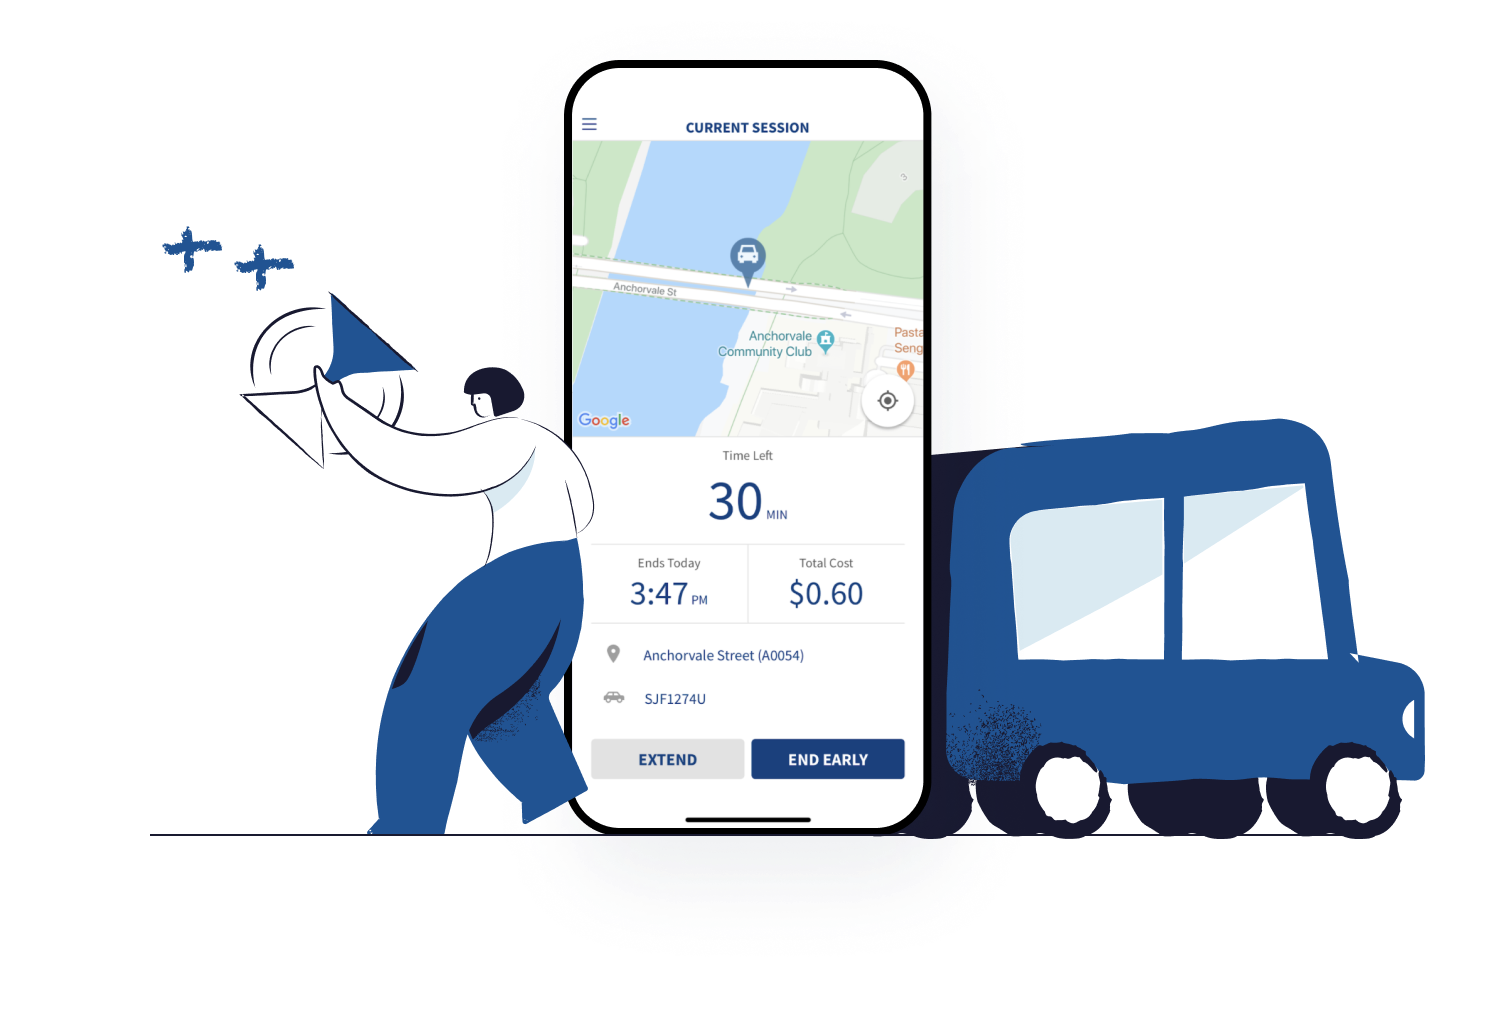 CURRENT SESSION
3
Anchorvale St
Anchorvale
Community Club
Pasta
Seng
Google
Time Left
30 MIN
Ends Today
3:47 PM
Total Cost
$0.60
Anchorvale Street (A0054)
SJF1274U
EXTEND
END EARLY